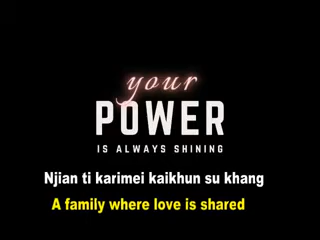 your
POWER
IS ALWAYS SHINING
Njian ti karimei kaikhun su khang
A family where love is shared